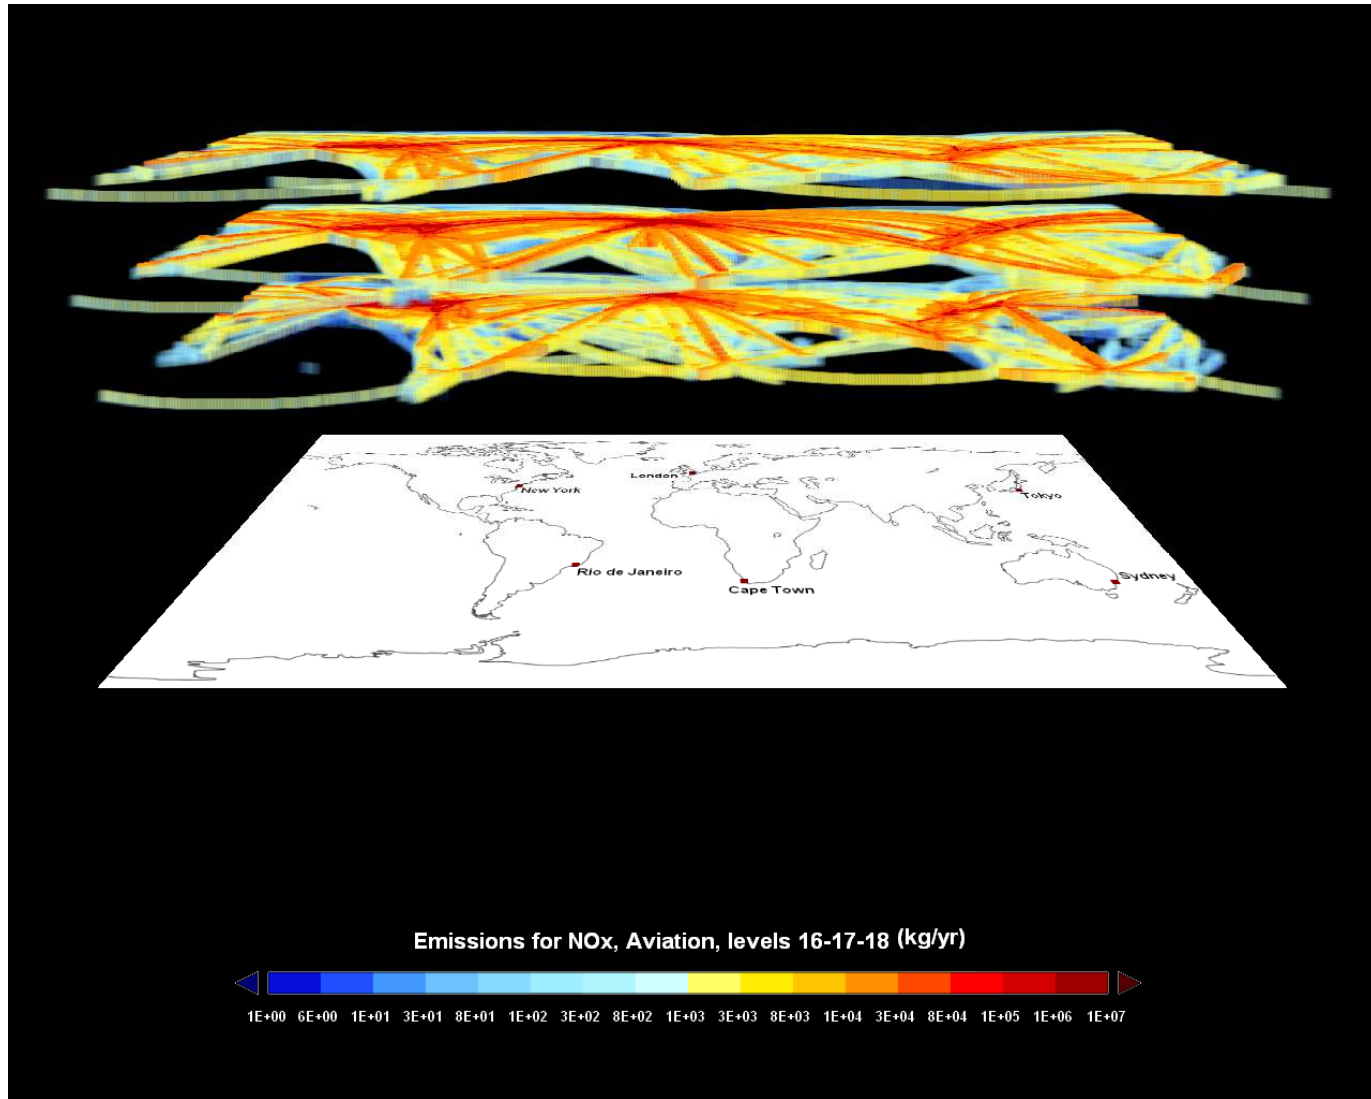 London
New York
Tokyo
Rio de Janeiro
Sydney
Cape Town
Emissions for NOx, Aviation, levels 16-17-18 (kg/yr)
1E+00 6E+00 1E+01 3E+01 8E+01 1E+02 3E+02 8E+02 1E+03 3E+03 8E+03 1E+04 3E+04 8E+04 1E+05 1E+06 1E+07